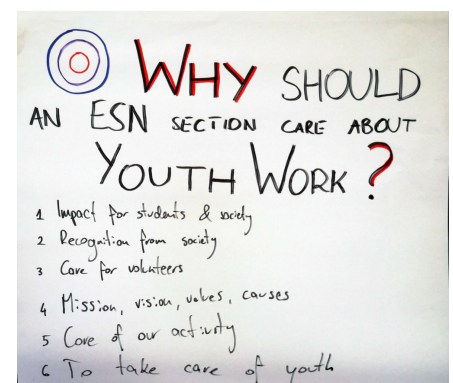 WHY SHOULD
AN ESN SECTION CARE ABOUT
YOUTH WORK?
1 Impact for students & society
2 Recognition from society
3 Care for volunteers
4 Mission, vision, values, causes
5 Core of our activity
6 To take care of youth